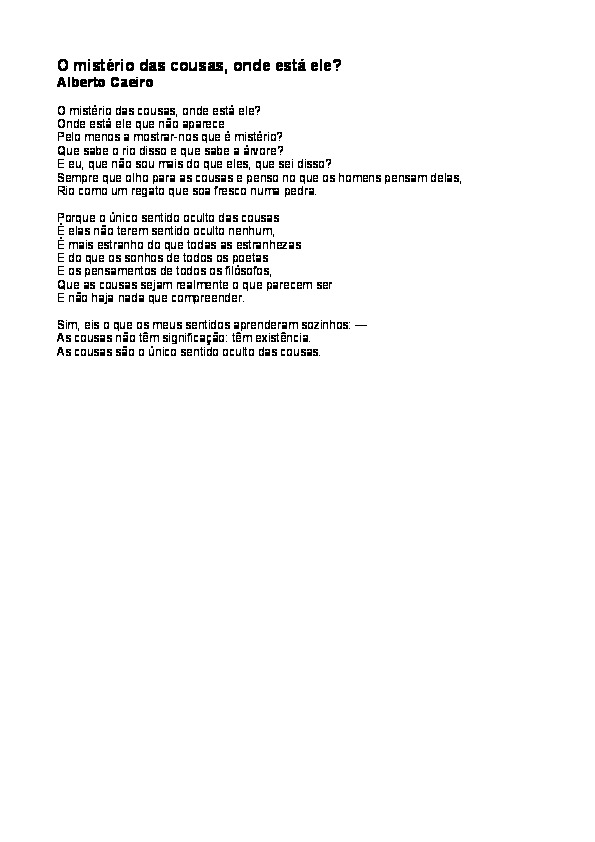 O mistério das cousas, onde está ele?
Alberto Caeiro
O mistério das cousas, onde está ele?
Onde está ele que não aparece
Pelo menos a mostrar-nos que é mistério?
Que sabe o rio disso e que sabe a árvore?
E eu, que não sou mais do que eles, que sei disso?
Sempre que olho para as cousas e penso no que os homens pensam delas,
Rio como um regato que soa fresco numa pedra.
Porque o único sentido oculto das cousas
É elas não terem sentido oculto nenhum,
É mais estranho do que todas as estranhezas
E do que os sonhos de todos os poetas
E os pensamentos de todos os filósofos,
Que as cousas sejam realmente o que parecem ser
E não haja nada que compreender.
Sim, eis o que os meus sentidos aprenderam sozinhos: —
As cousas não têm significação: têm existência.
As cousas são o único sentido oculto das cousas.